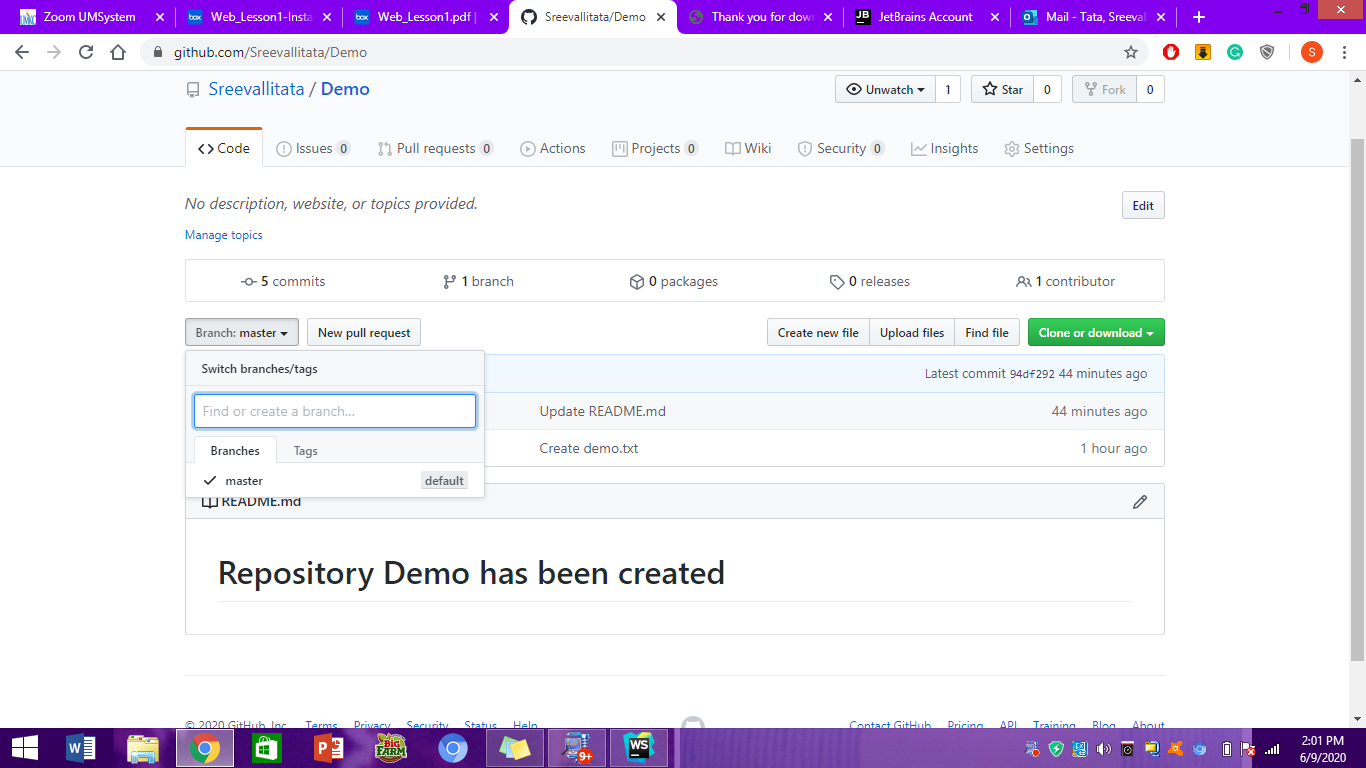 Zoom UMSystem
box Web_Lesson1-Insta
box Web_Lesson1.pdf |
Sreevallitata/Demo
Thank you for dow
JB JetBrains Account
Mail - Tata, Sreeval
github.com/Sreevallitata/Demo
S
Sreevallitata / Demo
Unwatch 1
Star 0
Fork 0
Code
Issues 0
Pull requests 0
Actions
Projects 0
Wiki
Security 0
Insights
Settings
No description, website, or topics provided.
Edit
Manage topics
5 commits
1 branch
0 packages
0 releases
1 contributor
Branch: master
New pull request
Create new file
Upload files
Find file
Clone or download
Switch branches/tags
Latest commit 94df292 44 minutes ago
Find or create a branch...
Update README.md
44 minutes ago
Branches
Tags
Create demo.txt
1 hour ago
master
default
README.md
Repository Demo has been created
© 2020 GitHub, Inc.
Terms
Privacy
Security
Status
Help
Contact GitHub
Pricing
API
Training
Blog
About
BIG FARM
9+
WS
2:01 PM
6/9/2020